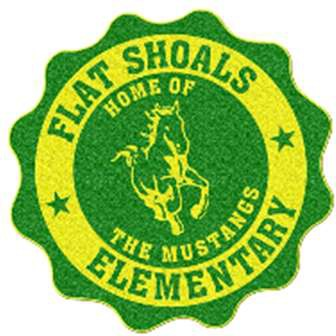 FLAT SHOALS
HOME OF
THE MUSTANGS
ELEMENTARY